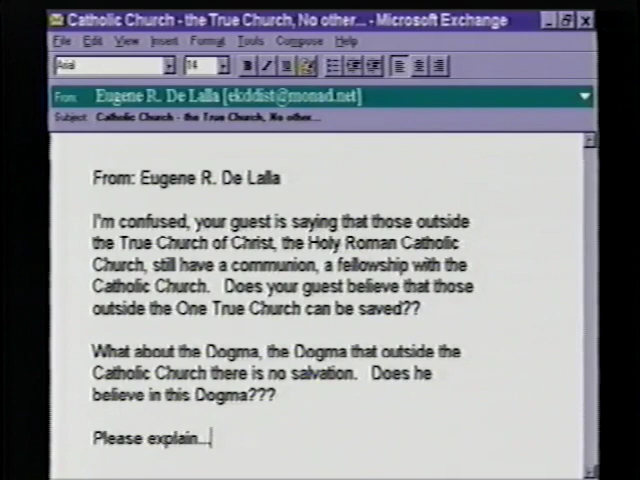 Catholic Church - the True Church, No other... - Microsoft Exchange
File Edit View Insert Format Tools Compose Help
Arial 14 B I U
From: Eugene R. De Lalla [ekddist@monad.net]
Subject: Catholic Church - the True Church, No other...
From: Eugene R. De Lalla
I'm confused, your guest is saying that those outside
the True Church of Christ, the Holy Roman Catholic
Church, still have a communion, a fellowship with the
Catholic Church. Does your guest believe that those
outside the One True Church can be saved??
What about the Dogma, the Dogma that outside the
Catholic Church there is no salvation. Does he
believe in this Dogma???
Please explain...